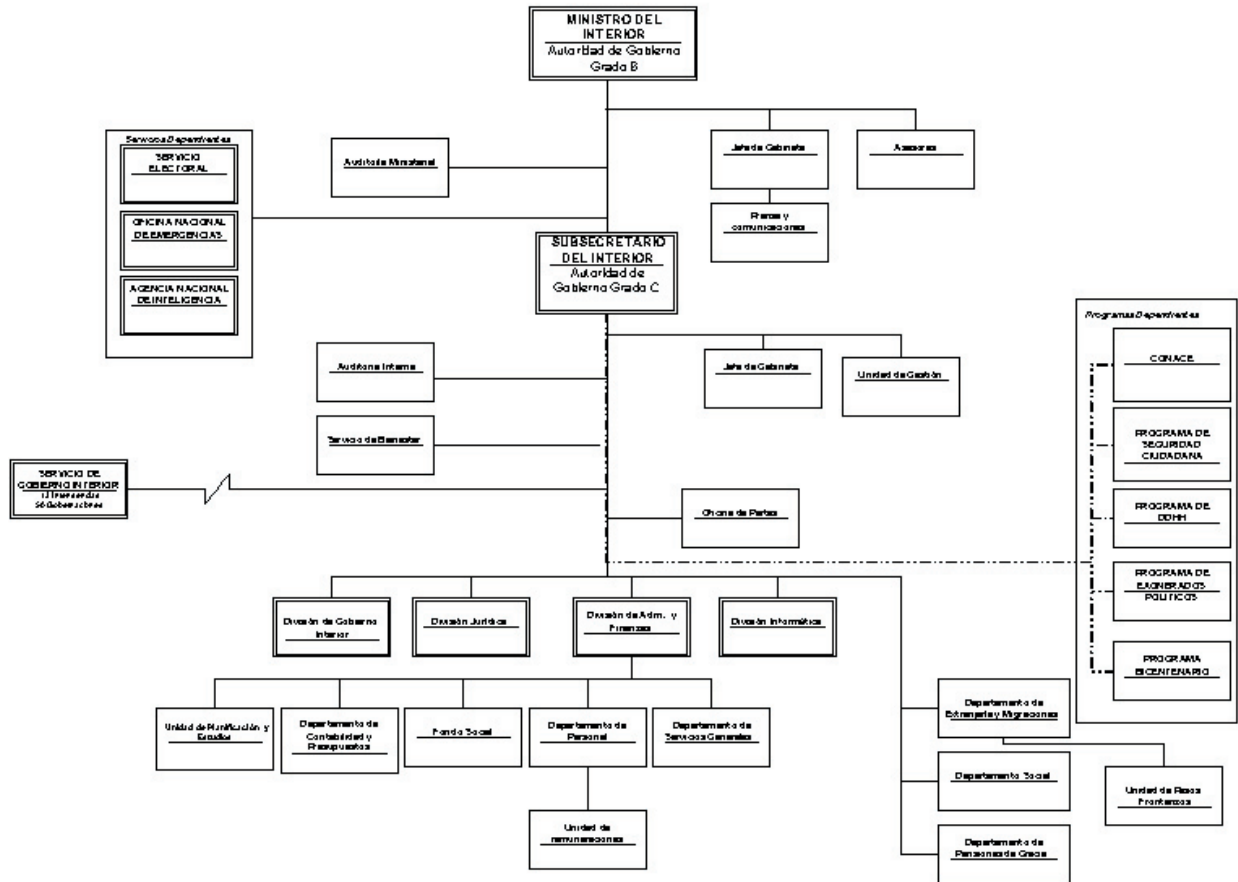 MINISTRO DEL
INTERIOR
Autoridad de Gobierno
Grado B
Servicios Dependientes
SERVICIO
ELECTORAL
OFICINA NACIONAL
DE EMERGENCIAS
AGENCIA NACIONAL
DE INTELIGENCIA
Auditoría Ministerial
Jefe de Gabinete
Asesores
Prensa y
comunicaciones
SUBSECRETARIO
DEL INTERIOR
Autoridad de
Gobierno Grado C
Auditoría Interna
Servicio de Bienestar
Jefe de Gabinete
Unidad de Gestión
SERVICIO DE
GOBIERNO INTERIOR
Oficina de Partes
Programas Dependientes
CONACE
PROGRAMA DE
SEGURIDAD
CIUDADANA
PROGRAMA DE
DDHH
PROGRAMA DE
EXONERADOS
POLITICOS
PROGRAMA
BICENTENARIO
División de Gobierno
Interior
División Jurídica
División de Adm. y
Finanzas
División Informática
Unidad de Planificación y
Estudios
Departamento de
Contabilidad y
Presupuestos
Fondo Social
Departamento de
Personal
Departamento de
Servicios Generales
Unidad de
remuneraciones
Departamento de
Extranjería y Migraciones
Departamento Social
Unidad de Pasos
Fronterizos
Departamento de
Pensiones de Gracia